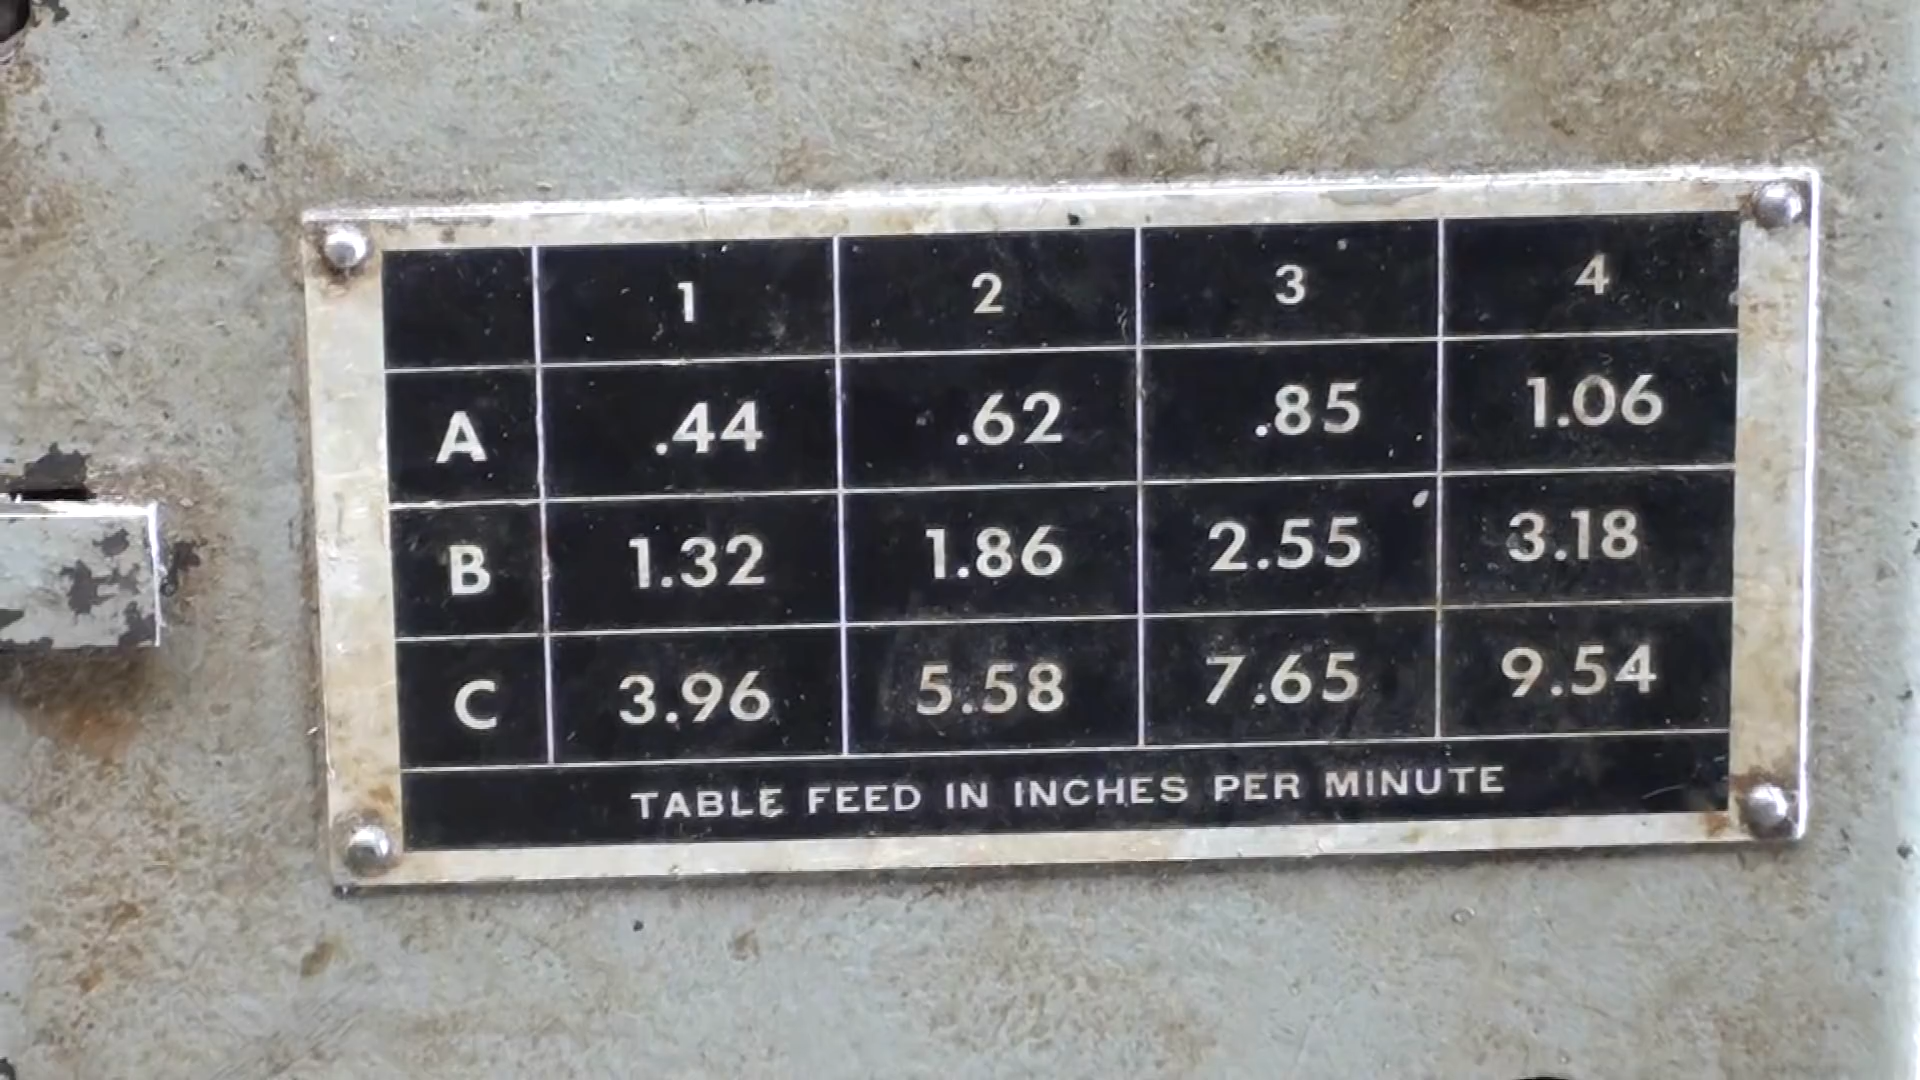 1 2 3 4
A .44 .62 .85 1.06
B 1.32 1.86 2.55 3.18
C 3.96 5.58 7.65 9.54
TABLE FEED IN INCHES PER MINUTE